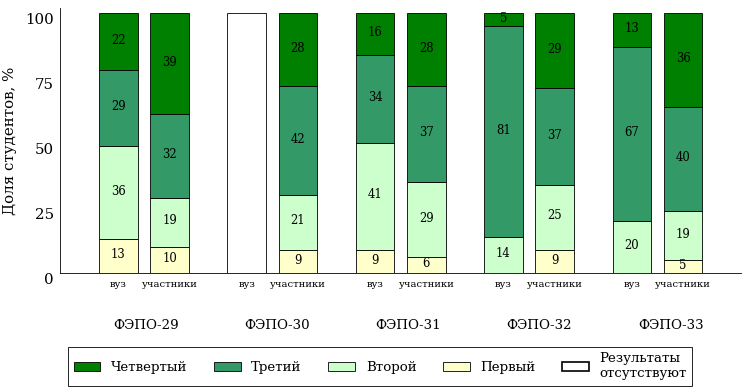 Доля студентов, %
100
75
50
25
0
22 39 28 16 28 5 29 13 36
29 32 42 34 37 81 37 67 40
36 19 21 41 29 14 25 20 19
13 10 9 9 6 9 5
вуз участники вуз участники вуз участники вуз участники вуз участники
ФЭПО-29 ФЭПО-30 ФЭПО-31 ФЭПО-32 ФЭПО-33
Четвертый Третий Второй Первый Результаты
отсутствуют